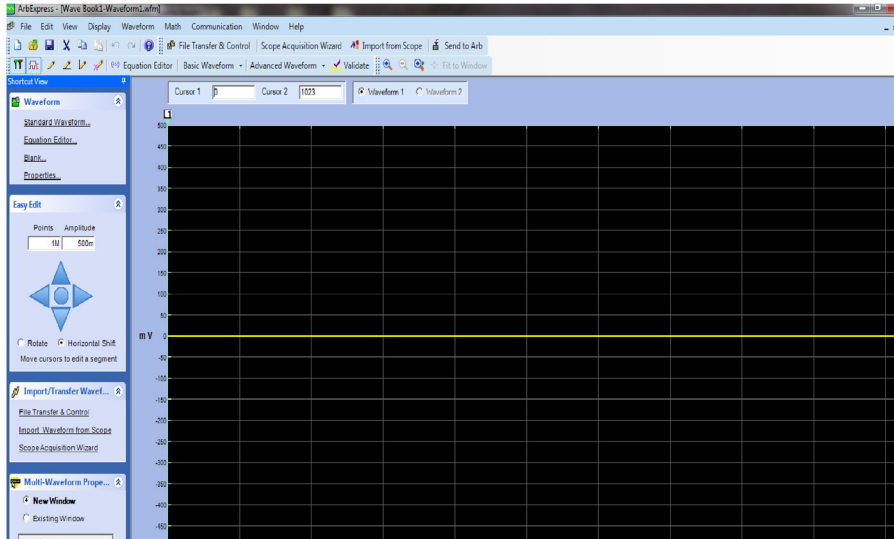 ArbExpress - [Wave Book1-Waveform1.wfm]
File Edit View Display Waveform Math Communication Window Help
File Transfer & Control Scope Acquisition Wizard Import from Scope Send to Arb
Equation Editor Basic Waveform Advanced Waveform Validate Fit to Window
Shortcut View
Cursor 1 0 Cursor 2 1023 Waveform 1 Waveform 2
Waveform
Standard Waveform...
Equation Editor...
Blank...
Properties...
Easy Edit
Points Amplitude
1M 500m
Rotate Horizontal Shift
Move cursors to edit a segment
Import/Transfer Wavef...
File Transfer & Control
Import Waveform from Scope
Scope Acquisition Wizard
Multi-Waveform Prope...
New Window
Existing Window
1
500
450
400
350
300
250
200
150
100
50
m V 0
-50
-100
-150
-200
-250
-300
-350
-400
-450